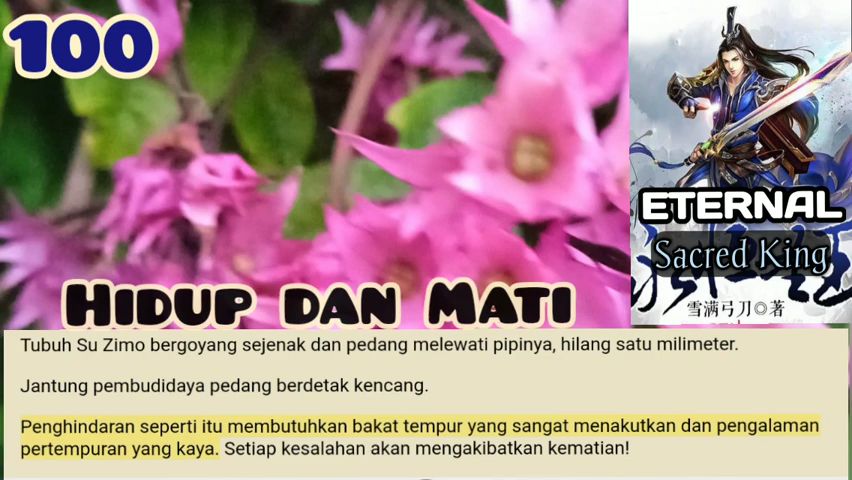 100
ETERNAL
Sacred King
雪满弓刀◎著
HIDUP DAN MATI
Tubuh Su Zimo bergoyang sejenak dan pedang melewati pipinya, hilang satu milimeter.
Jantung pembudidaya pedang berdetak kencang.
Penghindaran seperti itu membutuhkan bakat tempur yang sangat menakutkan dan pengalaman
pertempuran yang kaya. Setiap kesalahan akan mengakibatkan kematian!